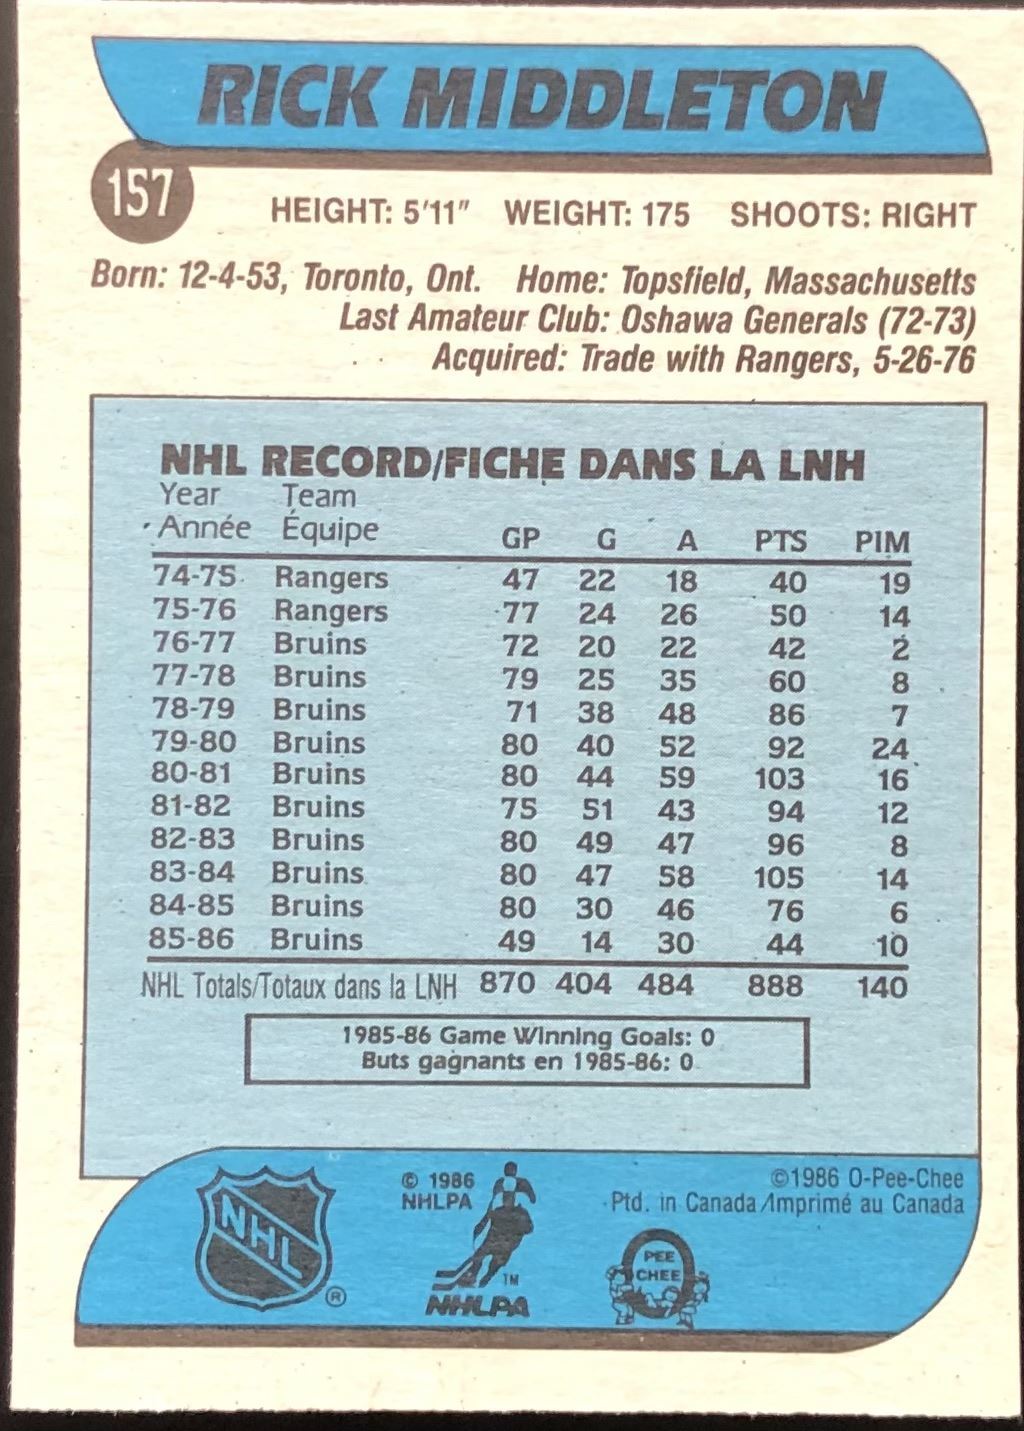 RICK MIDDLETON
157
HEIGHT: 5'11" WEIGHT: 175 SHOOTS: RIGHT
Born: 12-4-53, Toronto, Ont. Home: Topsfield, Massachusetts
Last Amateur Club: Oshawa Generals (72-73)
Acquired: Trade with Rangers, 5-26-76
NHL RECORD/FICHE DANS LA LNH
Year Team
Année Équipe GP G A PTS PIM
74-75 Rangers 47 22 18 40 19
75-76 Rangers 77 24 26 50 14
76-77 Bruins 72 20 22 42 2
77-78 Bruins 79 25 35 60 8
78-79 Bruins 71 38 48 86 7
79-80 Bruins 80 40 52 92 24
80-81 Bruins 80 44 59 103 16
81-82 Bruins 75 51 43 94 12
82-83 Bruins 80 49 47 96 8
83-84 Bruins 80 47 58 105 14
84-85 Bruins 80 30 46 76 6
85-86 Bruins 49 14 30 44 10
NHL Totals/Totaux dans la LNH 870 404 484 888 140
1985-86 Game Winning Goals: 0
Buts gagnants en 1985-86: 0
NHL ®
© 1986
NHLPA
TM
NHLPA
©1986 O-Pee-Chee
Ptd. in Canada/Imprimé au Canada
PEE
CHEE